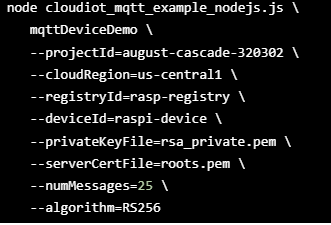 node cloudiot_mqtt_example_nodejs.js \
mqttDeviceDemo \
--projectId=august-cascade-320302 \
--cloudRegion=us-central1 \
--registryId=rasp-registry \
--deviceId=raspi-device \
--privateKeyFile=rsa_private.pem \
--serverCertFile=roots.pem \
--numMessages=25 \
--algorithm=RS256